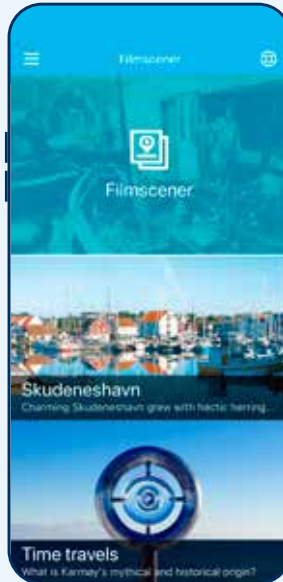 Filmscener
Filmscener
Skudeneshavn
Charming Skudeneshavn grew with hectic herring...
Time travels
What is Karmøy's mythical and historical origin?